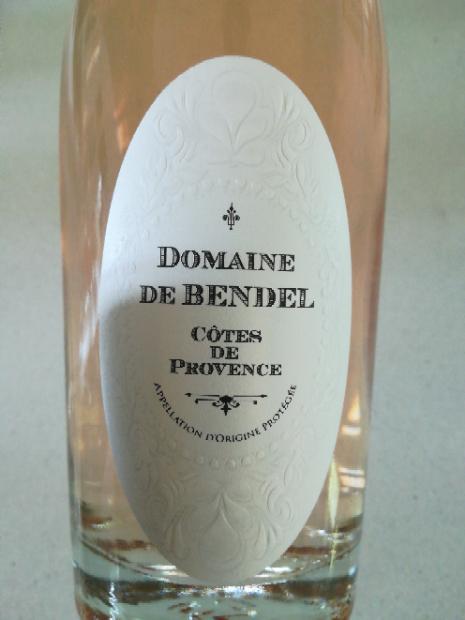 DOMAINE
DE BENDEL
CÔTES
DE
PROVENCE
APPELLATION D'ORIGINE PROTÉGÉE